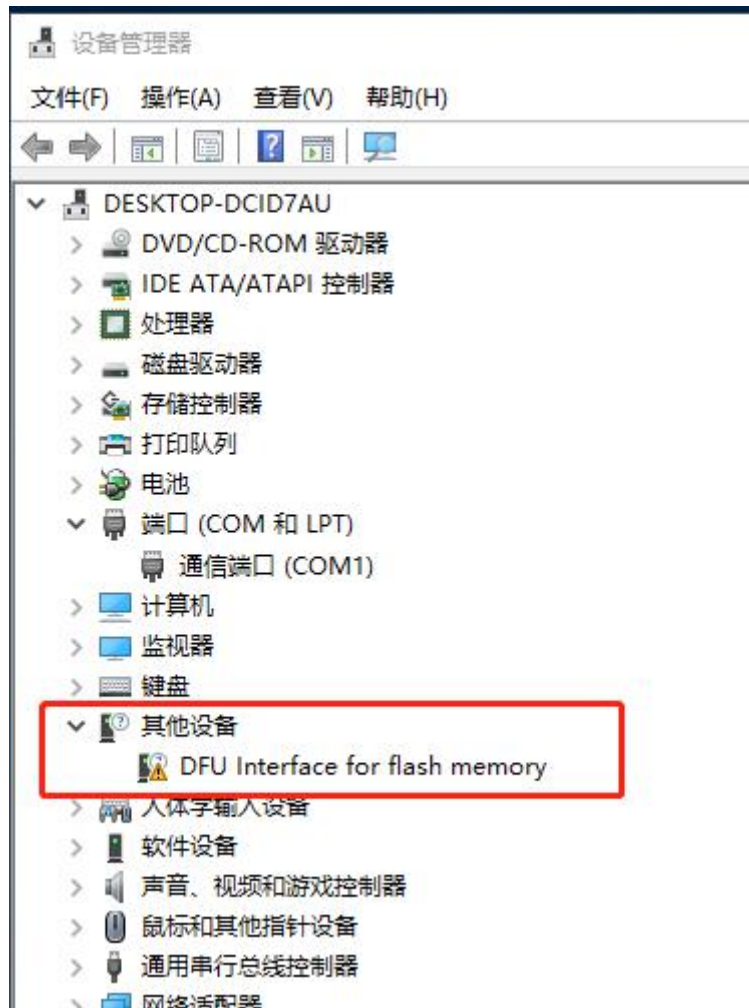 设备管理器
文件(F) 操作(A) 查看(V) 帮助(H)
DESKTOP-DCID7AU
DVD/CD-ROM 驱动器
IDE ATA/ATAPI 控制器
处理器
磁盘驱动器
存储控制器
打印队列
电池
端口 (COM 和 LPT)
通信端口 (COM1)
计算机
监视器
键盘
其他设备
DFU Interface for flash memory
人体学输入设备
软件设备
声音、视频和游戏控制器
鼠标和其他指针设备
通用串行总线控制器
网络适配器